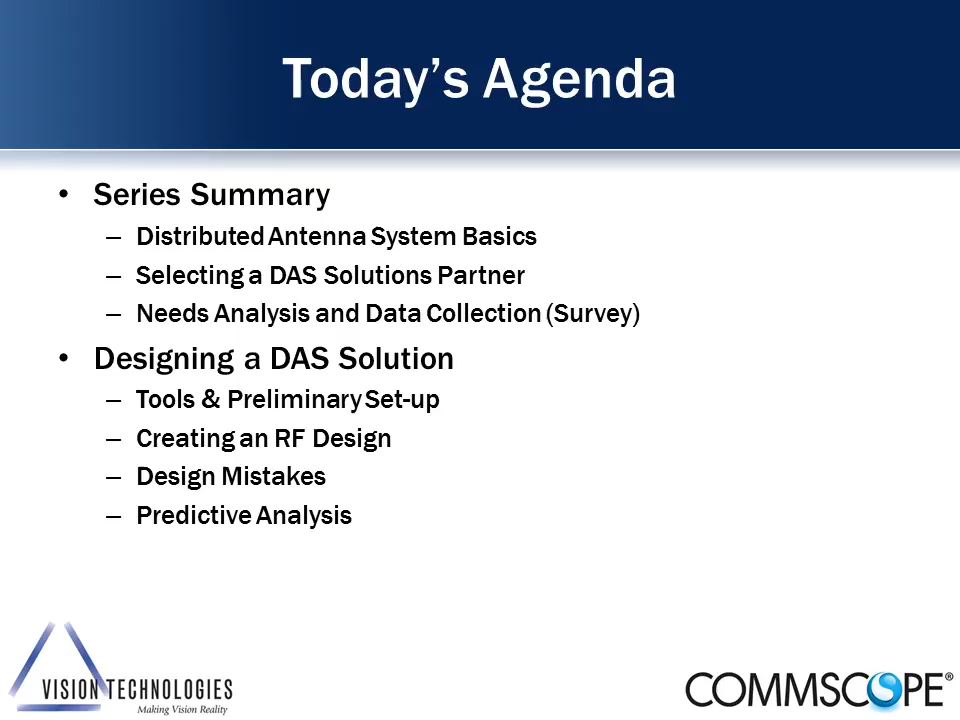 Today’s Agenda
• Series Summary
– Distributed Antenna System Basics
– Selecting a DAS Solutions Partner
– Needs Analysis and Data Collection (Survey)
• Designing a DAS Solution
– Tools & Preliminary Set-up
– Creating an RF Design
– Design Mistakes
– Predictive Analysis
VISION TECHNOLOGIES
Making Vision Reality
COMMSCOPE®